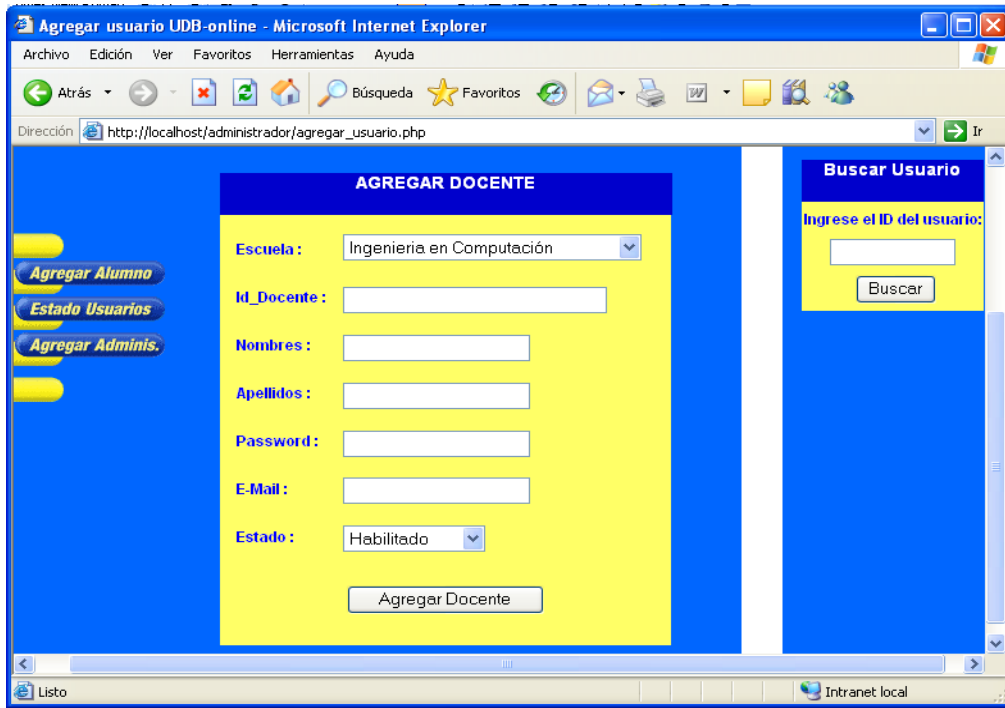 Agregar usuario UDB-online - Microsoft Internet Explorer
Archivo Edición Ver Favoritos Herramientas Ayuda
Atrás Búsqueda Favoritos
Dirección http://localhost/administrador/agregar_usuario.php Ir
AGREGAR DOCENTE
Escuela :
Ingenieria en Computación
Id_Docente :
Nombres :
Apellidos :
Password :
E-Mail :
Estado :
Habilitado
Agregar Docente
Agregar Alumno
Estado Usuarios
Agregar Adminis.
Buscar Usuario
Ingrese el ID del usuario:
Buscar
Listo
Intranet local